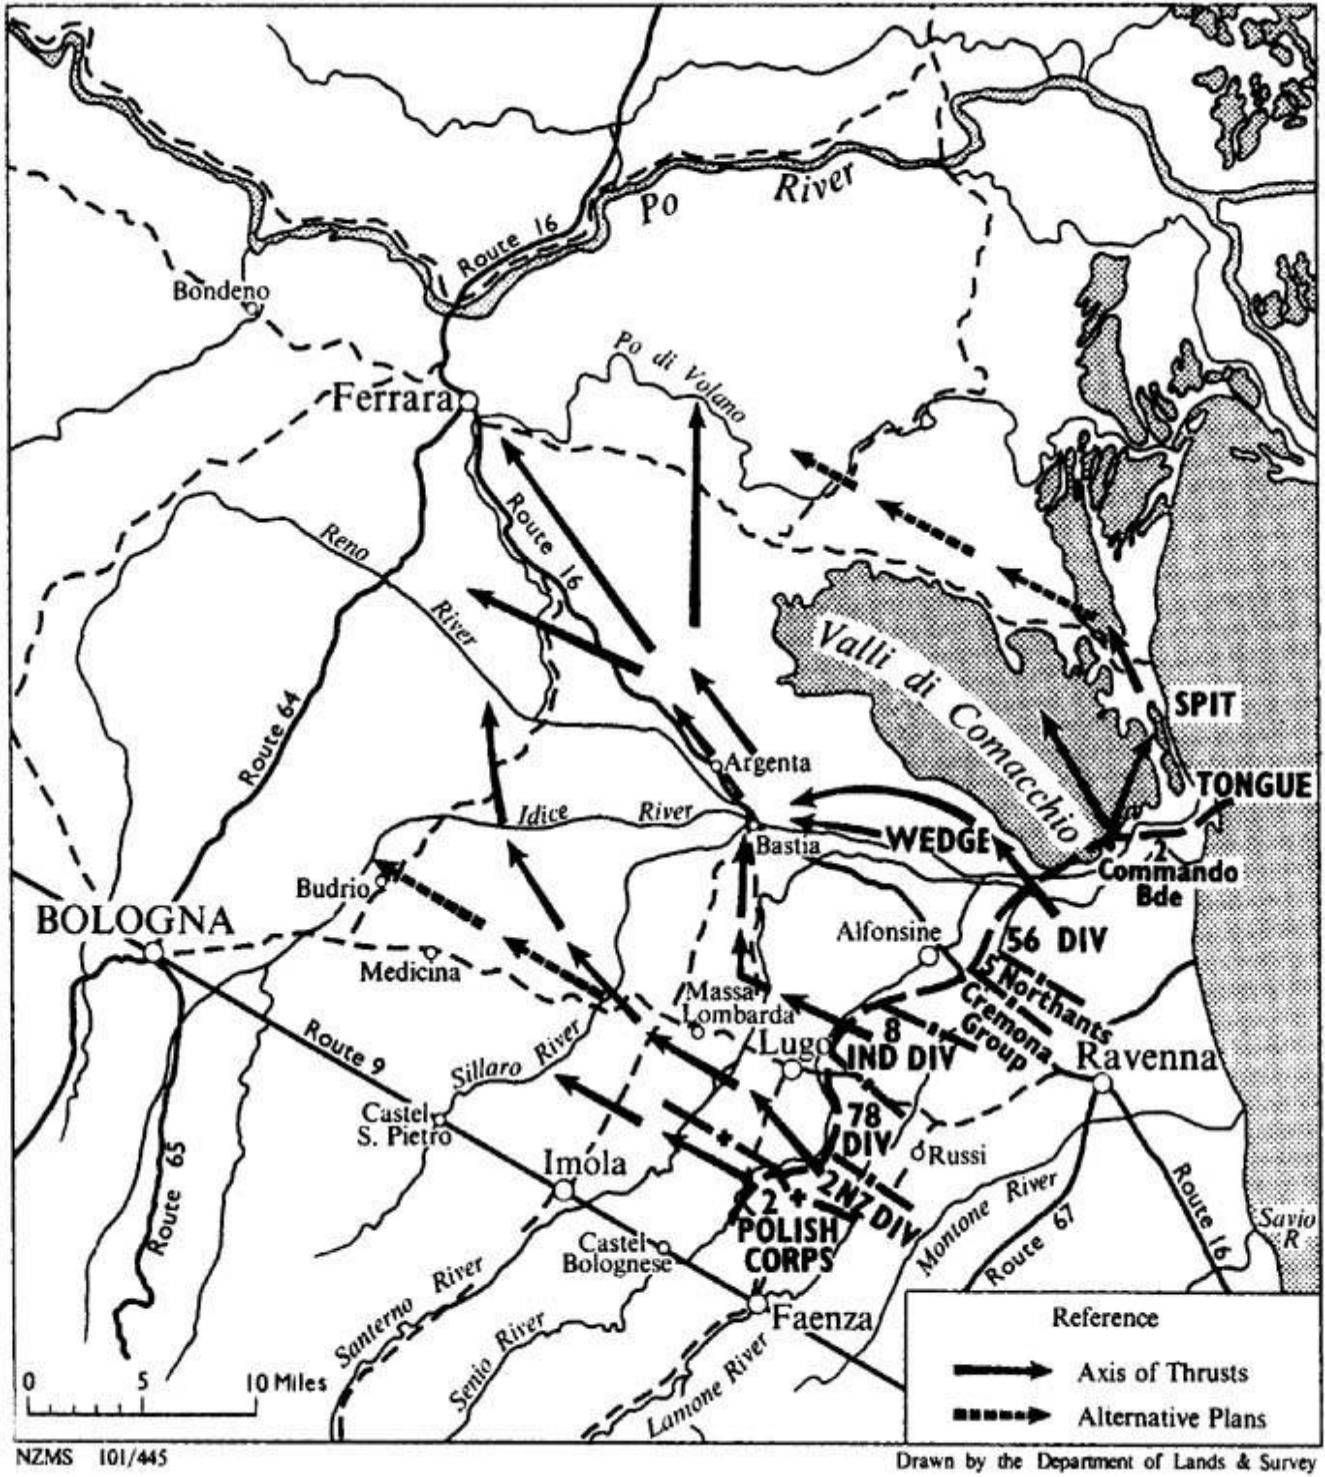 Po River
Route 16
Bondeno
Po di Volano
Ferrara
Route 16
Reno River
Valli di Comacchio
Route 64
SPIT
TONGUE
Argenta
Idice River
WEDGE
Bastia
2
Commando
Bde
Budrio
BOLOGNA
Alfonsine
56 DIV
Medicina
5 Northants
Massa
Lombarda
Cremona
Group
8
IND DIV
Lugo
Ravenna
Route 9
Sillaro River
Castel
S. Pietro
78
DIV
Russi
Imola
2 NZ DIV
Route 65
2
POLISH
CORPS
Montone River
Route 67
Route 16
Savio
R
Castel
Bolognese
Santerno River
Faenza
Senio River
Lamone River
Reference
Axis of Thrusts
Alternative Plans
0 5 10 Miles
NZMS 101/445
Drawn by the Department of Lands & Survey